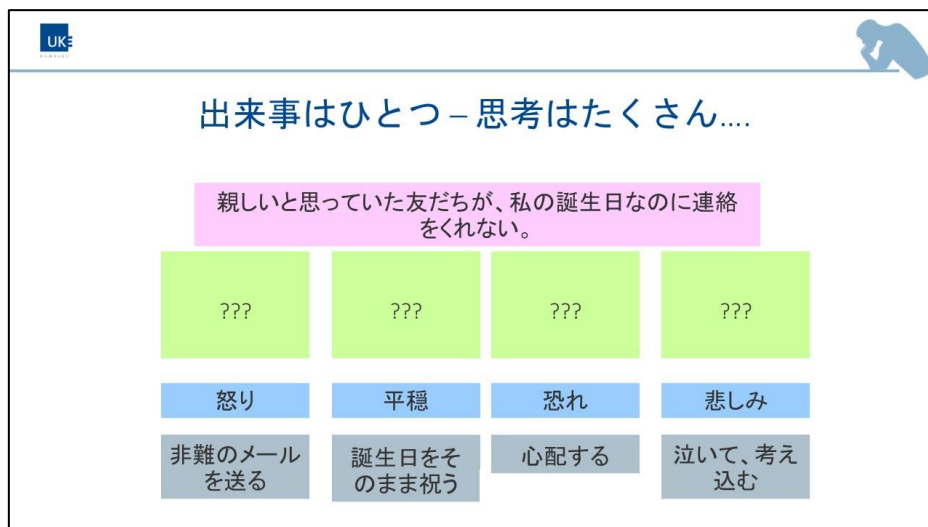 UKE
HAMBURG
出来事はひとつ – 思考はたくさん....
親しいと思っていた友だちが、私の誕生日なのに連絡
をくれない。
???
???
???
???
怒り
平穏
恐れ
悲しみ
非難のメール
を送る
誕生日をそ
のまま祝う
心配する
泣いて、考え
込む